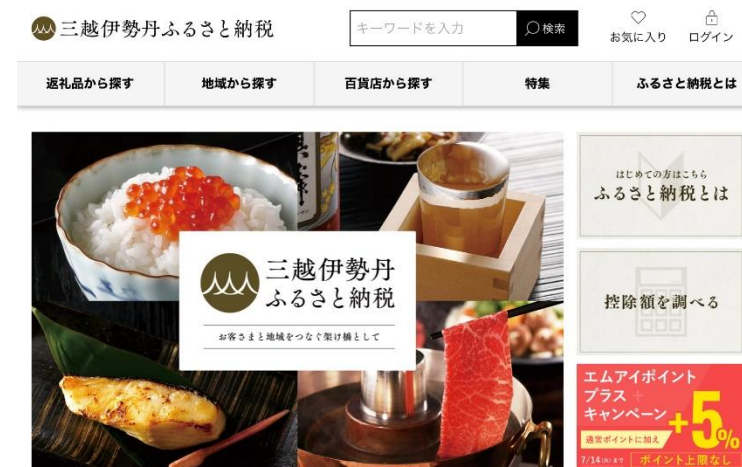 三越伊勢丹ふるさと納税
キーワードを入力
検索
お気に入り
ログイン
返礼品から探す
地域から探す
百貨店から探す
特集
ふるさと納税とは
三越伊勢丹
ふるさと納税
お客さまと地域をつなぐ架け橋として
はじめての方はこちら
ふるさと納税とは
控除額を調べる
エムアイポイント
プラス
キャンペーン
+5%
通常ポイントに加え
7/14(火)まで ポイント上限なし